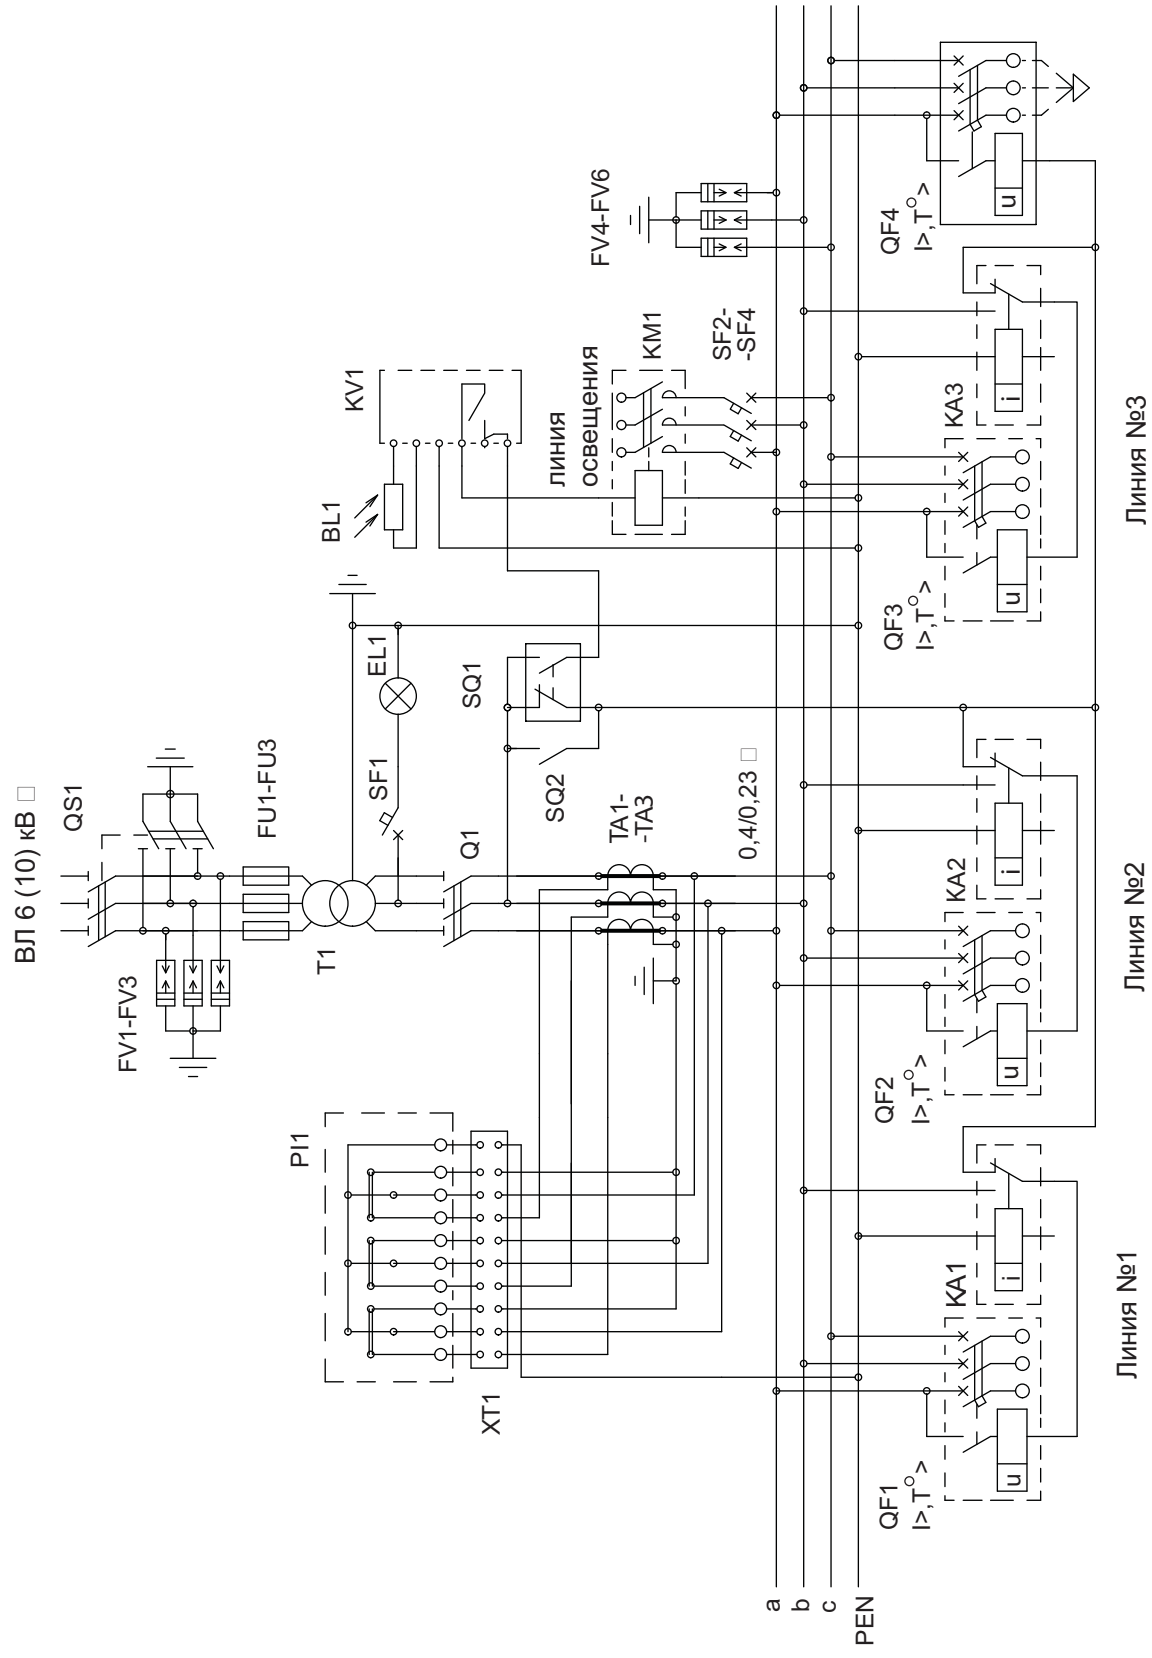 ВЛ 6 (10) кВ □
QS1
FV1-FV3
FU1-FU3
T1
SF1
EL1
Q1
BL1
KV1
SQ1
SQ2
линия
освещения
KM1
SF2-
-SF4
FV4-FV6
PI1
XT1
TA1-
-TA3
0,4/0,23 □
a
b
c
PEN
QF1
I>,T°>
u
KA1
i
Линия №1
QF2
I>,T°>
u
KA2
i
Линия №2
QF3
I>,T°>
u
KA3
i
Линия №3
QF4
I>,T°>
u